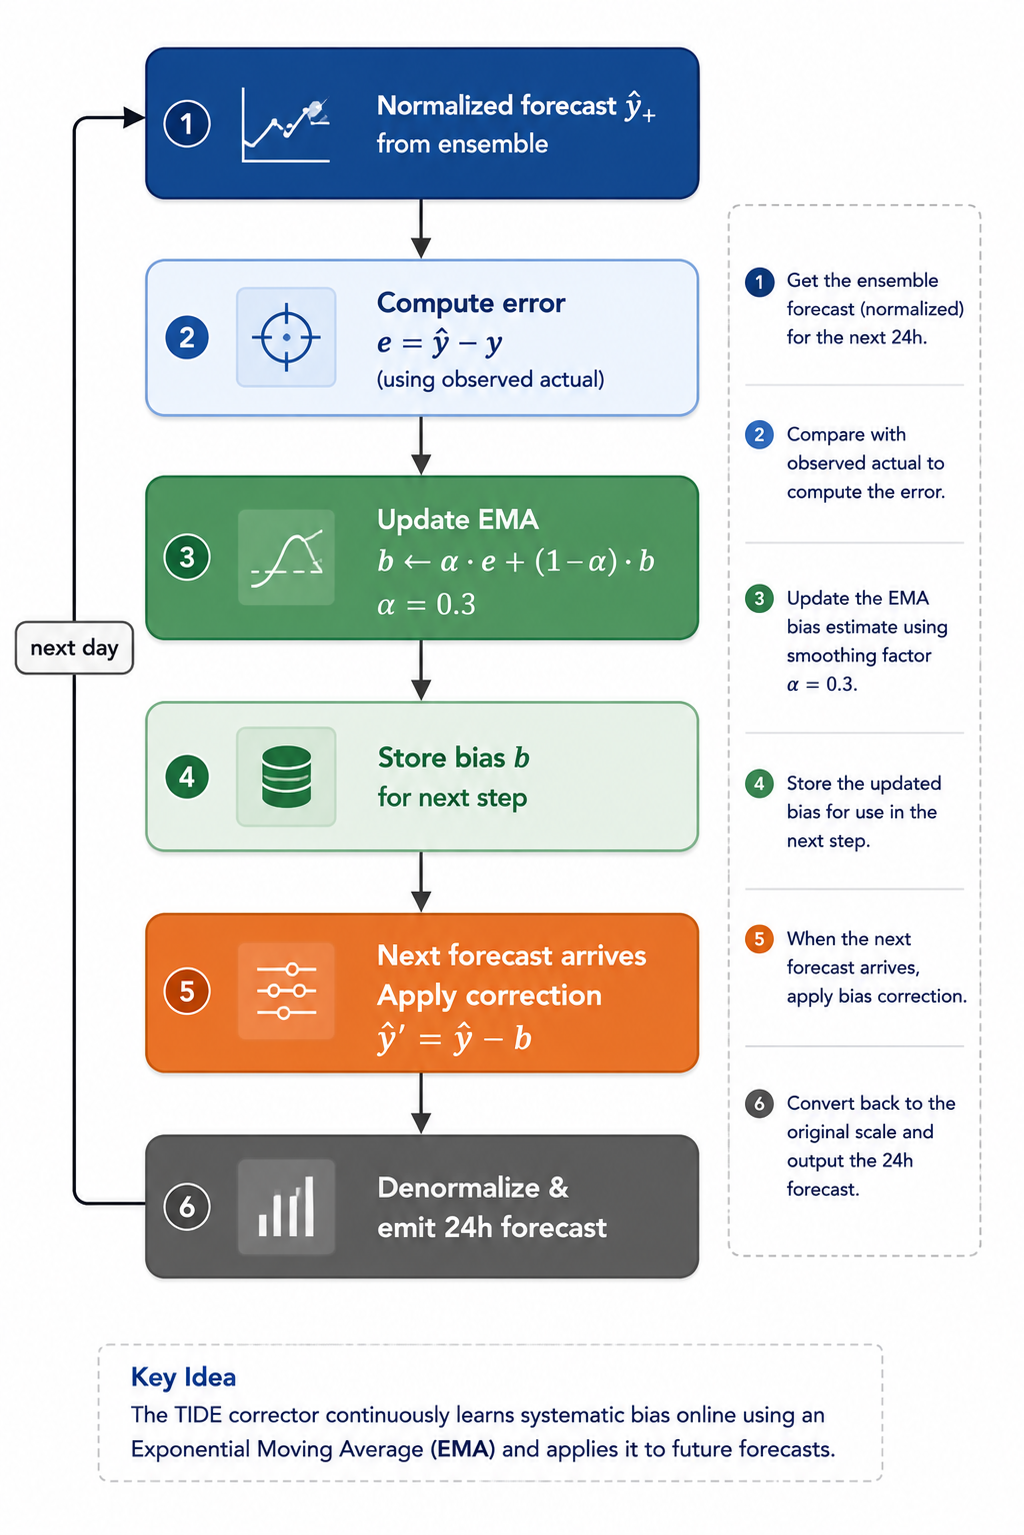 1
Normalized forecast ŷ₊
from ensemble
2
Compute error
e = ŷ − y
(using observed actual)
3
Update EMA
b ← α · e + (1−α) · b
α = 0.3
next day
4
Store bias b
for next step
5
Next forecast arrives
Apply correction
ŷ′ = ŷ − b
6
Denormalize &
emit 24h forecast
1 Get the ensemble
forecast (normalized)
for the next 24h.
2 Compare with
observed actual to
compute the error.
3 Update the EMA
bias estimate using
smoothing factor
α = 0.3.
4 Store the updated
bias for use in the
next step.
5 When the next
forecast arrives,
apply bias correction.
6 Convert back to the
original scale and
output the 24h
forecast.
Key Idea
The TIDE corrector continuously learns systematic bias online using an
Exponential Moving Average (EMA) and applies it to future forecasts.